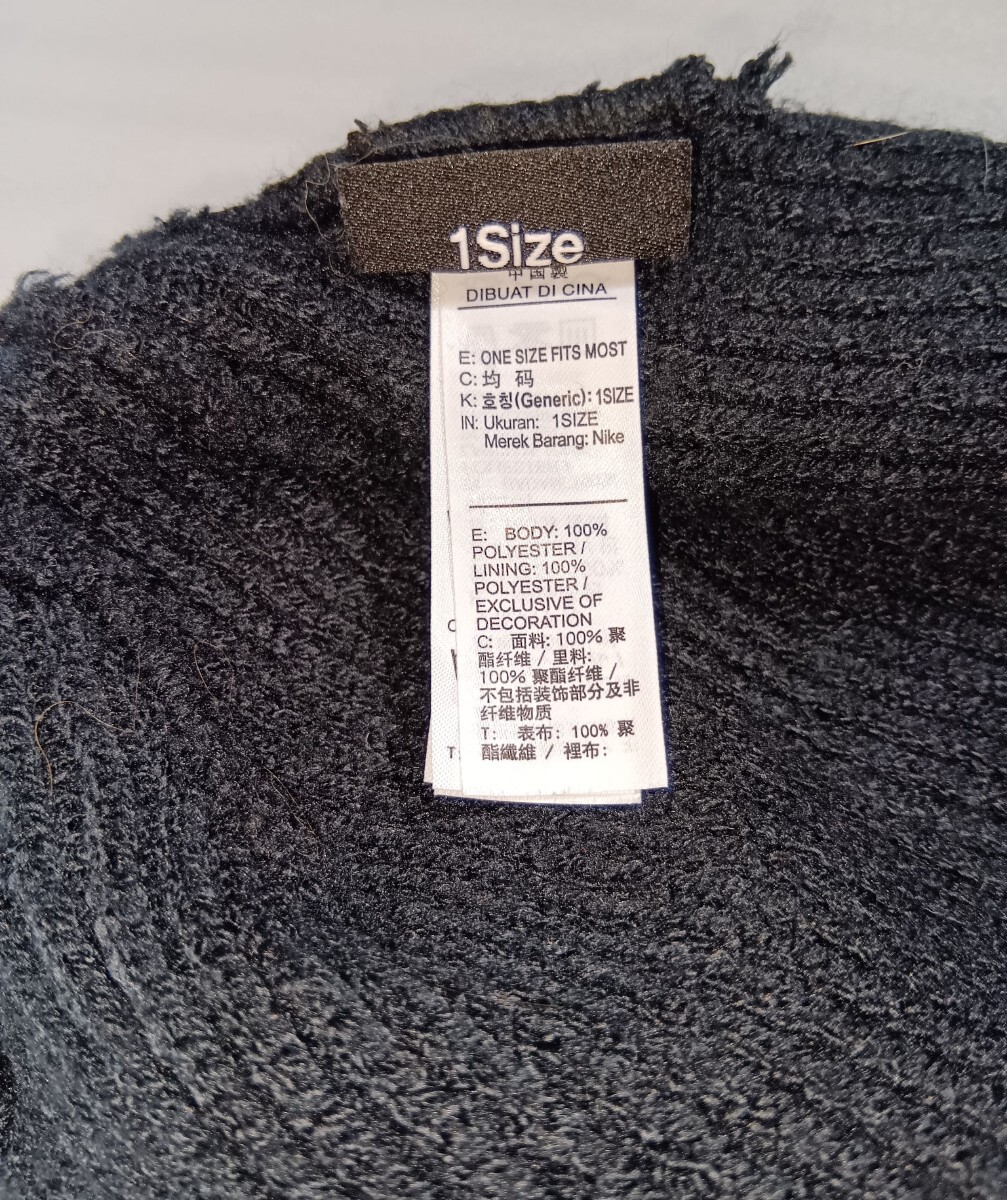 1Size
中国製
DIBUAT DI CINA
E: ONE SIZE FITS MOST
C: 均 码
K: 호칭(Generic): 1SIZE
IN: Ukuran: 1SIZE
Merek Barang: Nike
E: BODY: 100%
POLYESTER /
LINING: 100%
POLYESTER /
EXCLUSIVE OF
DECORATION
C: 面料: 100% 聚
酯纤维 / 里料:
100% 聚酯纤维 /
不包括装饰部分及非
纤维物质
T: 表布: 100% 聚
酯纖維 / 裡布:
T: